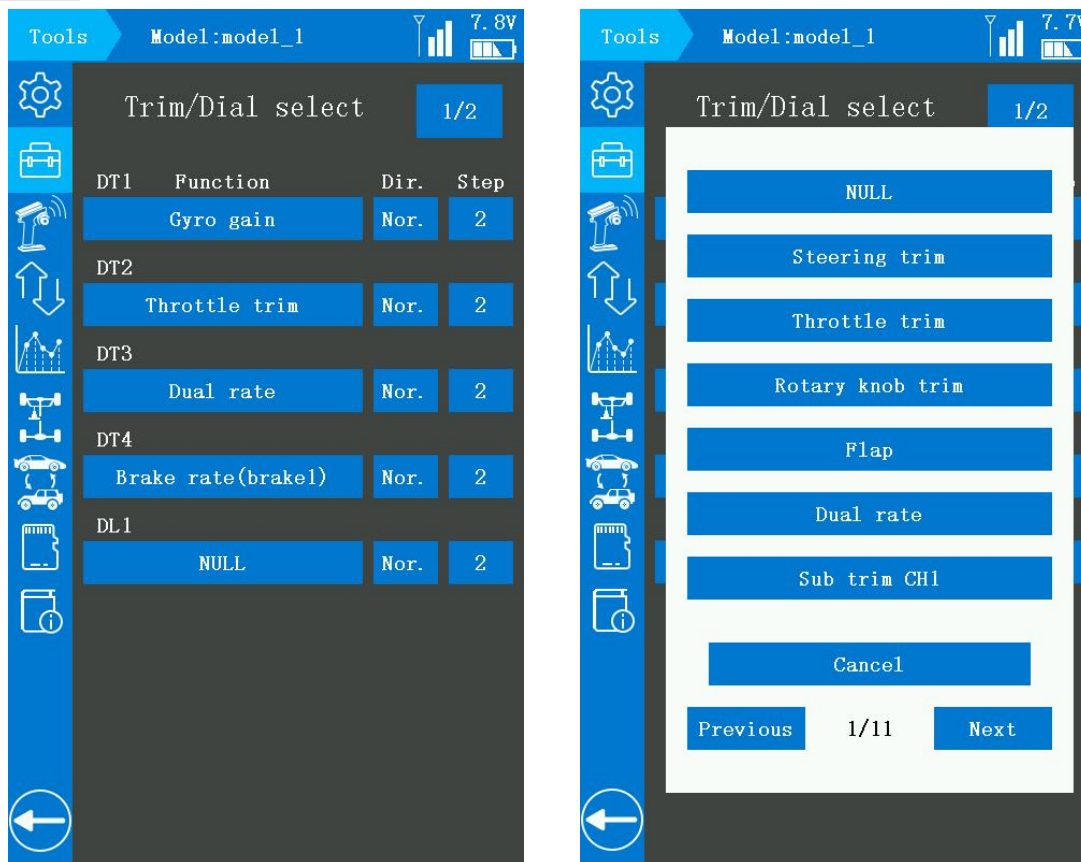 Tools Model:model_1 7.8V
Trim/Dial select 1/2
DT1 Function Dir. Step
Gyro gain Nor. 2
DT2
Throttle trim Nor. 2
DT3
Dual rate Nor. 2
DT4
Brake rate(brake1) Nor. 2
DL1
NULL Nor. 2
Tools Model:model_1 7.7V
Trim/Dial select 1/2
NULL
Steering trim
Throttle trim
Rotary knob trim
Flap
Dual rate
Sub trim CH1
Cancel
Previous 1/11 Next